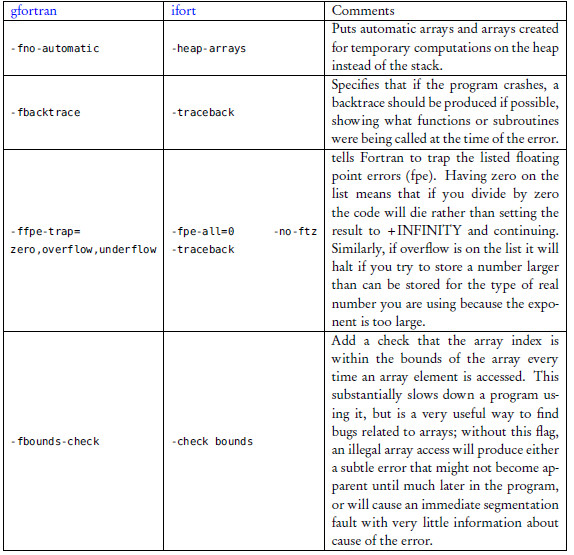 gfortran ifort Comments
Puts automatic arrays and arrays created
for temporary computations on the heap
instead of the stack.
-fno-automatic -heap-arrays
Specifies that if the program crashes, a
backtrace should be produced if possible,
showing what functions or subroutines
were being called at the time of the error.
-fbacktrace -traceback
tells Fortran to trap the listed floating
point errors (fpe). Having zero on the
list means that if you divide by zero
the code will die rather than setting the
result to +INFINITY and continuing.
Similarly, if overflow is on the list it will
halt if you try to store a number larger
than can be stored for the type of real
number you are using because the expo-
nent is too large.
-ffpe-trap=
zero,overflow,underflow
-fpe-all=0 -no-ftz
-traceback
Add a check that the array index is
within the bounds of the array every
time an array element is accessed. This
substantially slows down a program us-
ing it, but is a very useful way to find
bugs related to arrays; without this flag,
an illegal array access will produce either
a subtle error that might not become ap-
parent until much later in the program,
or will cause an immediate segmentation
fault with very little information about
cause of the error.
-fbounds-check -check bounds